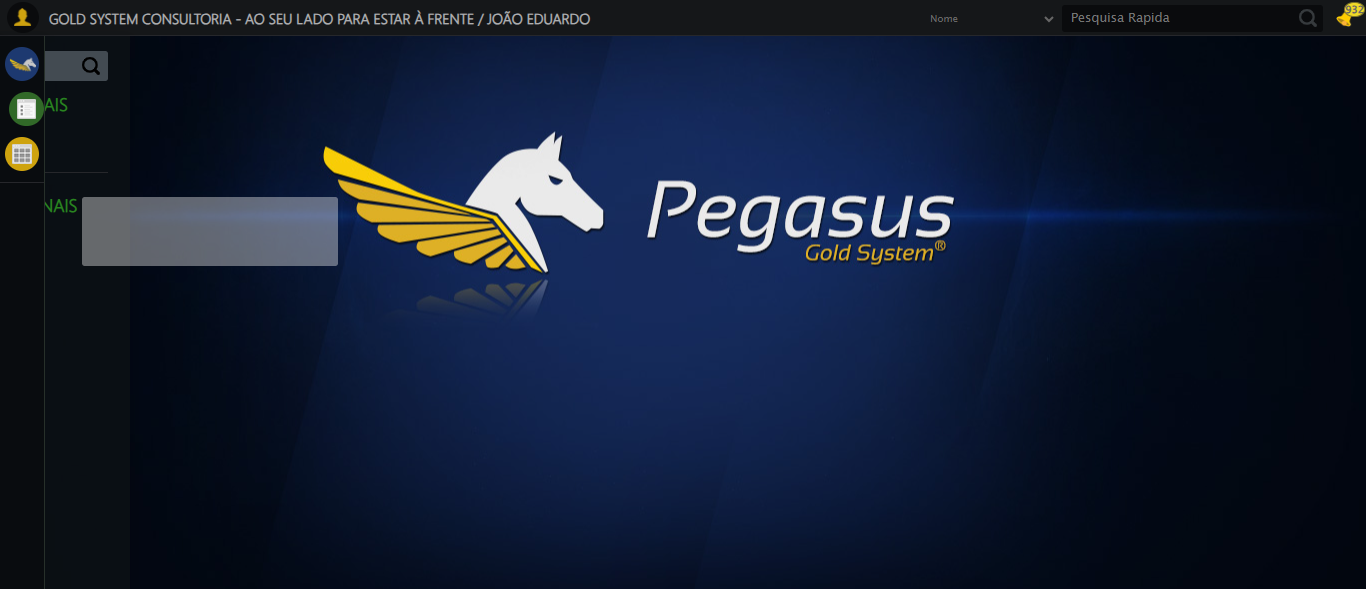 GOLD SYSTEM CONSULTORIA - AO SEU LADO PARA ESTAR À FRENTE / JOÃO EDUARDO
Nome
Pesquisa Rapida
932
AIS
NAIS
Pegasus
Gold System®